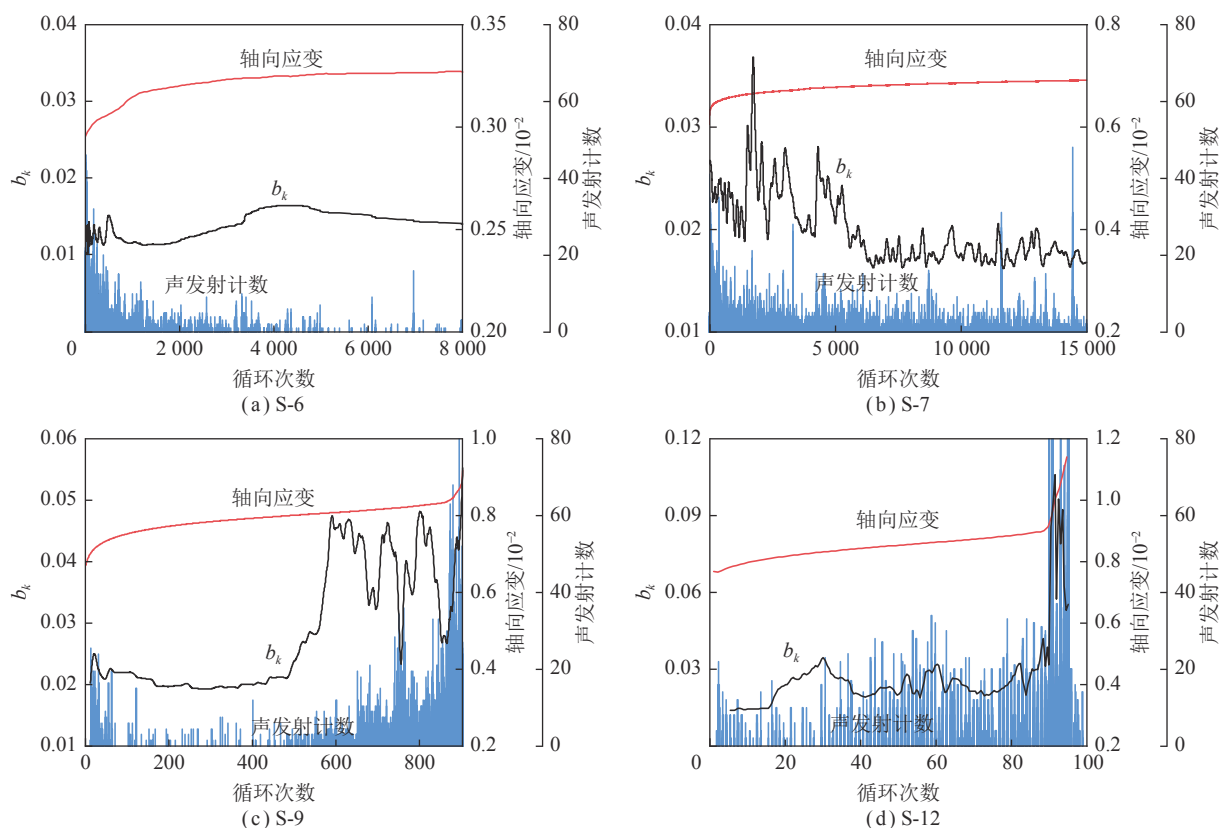 0.04
0.03
0.02
0.01
0
b_k
0.35
0.30
0.25
0.20
轴向应变/10⁻²
80
60
40
20
0
声发射计数
轴向应变
b_k
声发射计数
0
2 000
4 000
6 000
8 000
循环次数
(a) S-6
0.04
0.03
0.02
0.01
b_k
0.8
0.6
0.4
0.2
轴向应变/10⁻²
80
60
40
20
0
声发射计数
轴向应变
b_k
声发射计数
0
5 000
10 000
15 000
循环次数
(b) S-7
0.06
0.05
0.04
0.03
0.02
0.01
b_k
1.0
0.8
0.6
0.4
0.2
轴向应变/10⁻²
80
60
40
20
0
声发射计数
轴向应变
b_k
声发射计数
0
200
400
600
800
循环次数
(c) S-9
0.12
0.09
0.06
0.03
0
b_k
1.2
1.0
0.8
0.6
0.4
0.2
轴向应变/10⁻²
80
60
40
20
0
声发射计数
轴向应变
b_k
声发射计数
0
20
40
60
80
100
循环次数
(d) S-12